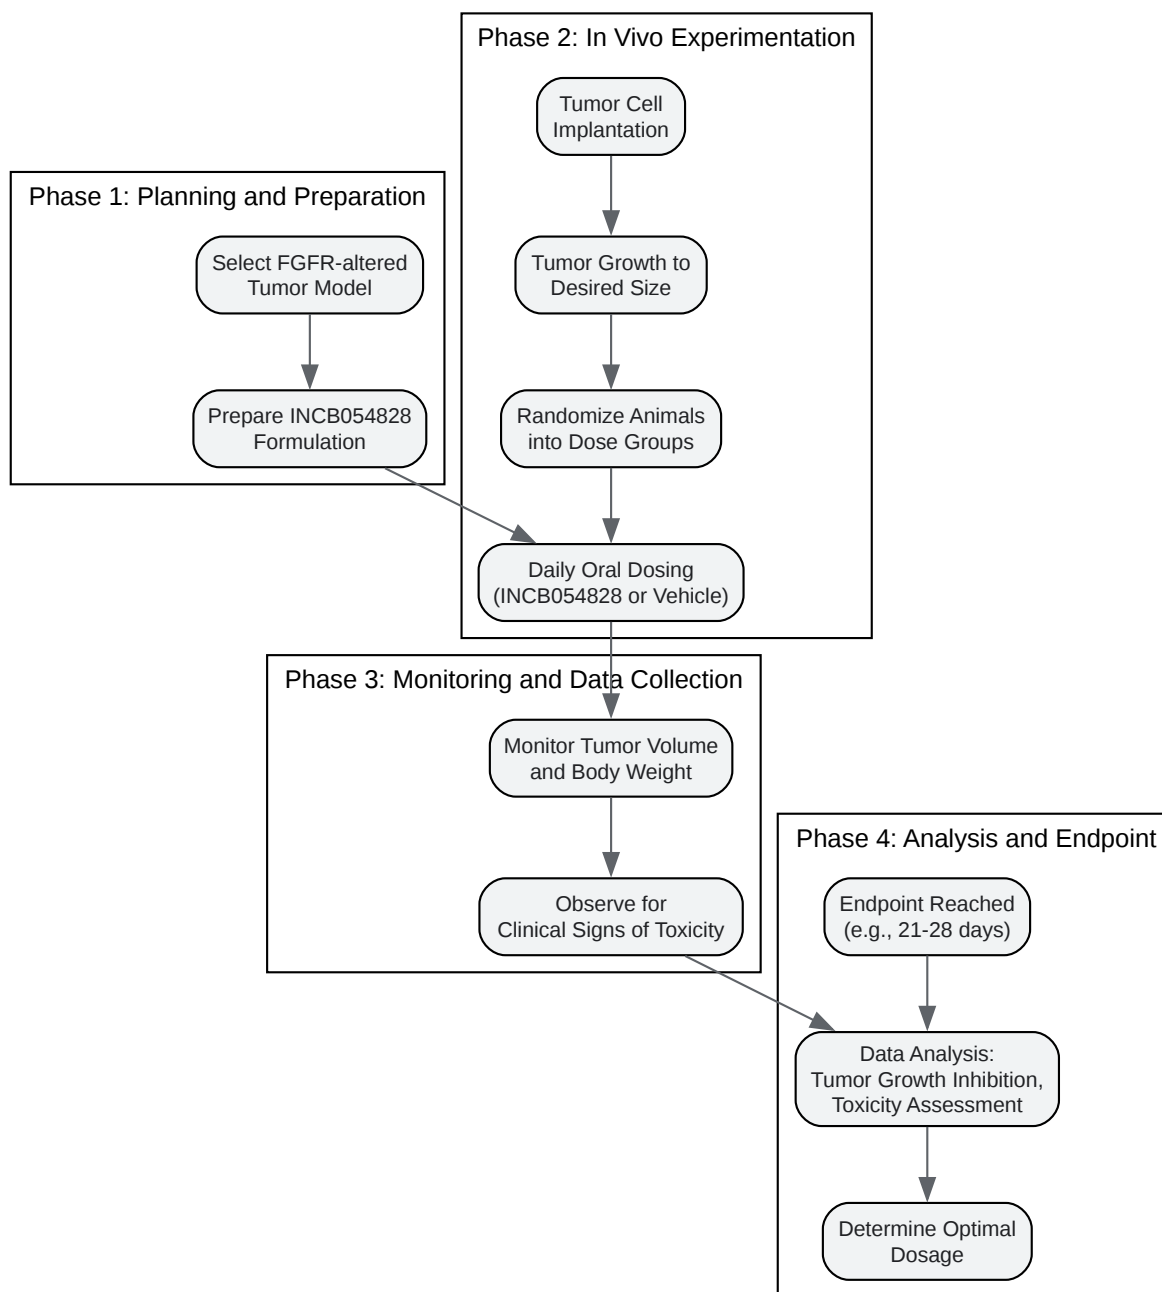 Phase 1: Planning and Preparation
Select FGFR-altered
Tumor Model
Prepare INCB054828
Formulation
Phase 2: In Vivo Experimentation
Tumor Cell
Implantation
Tumor Growth to
Desired Size
Randomize Animals
into Dose Groups
Daily Oral Dosing
(INCB054828 or Vehicle)
Phase 3: Monitoring and Data Collection
Monitor Tumor Volume
and Body Weight
Observe for
Clinical Signs of Toxicity
Phase 4: Analysis and Endpoint
Endpoint Reached
(e.g., 21-28 days)
Data Analysis:
Tumor Growth Inhibition,
Toxicity Assessment
Determine Optimal
Dosage